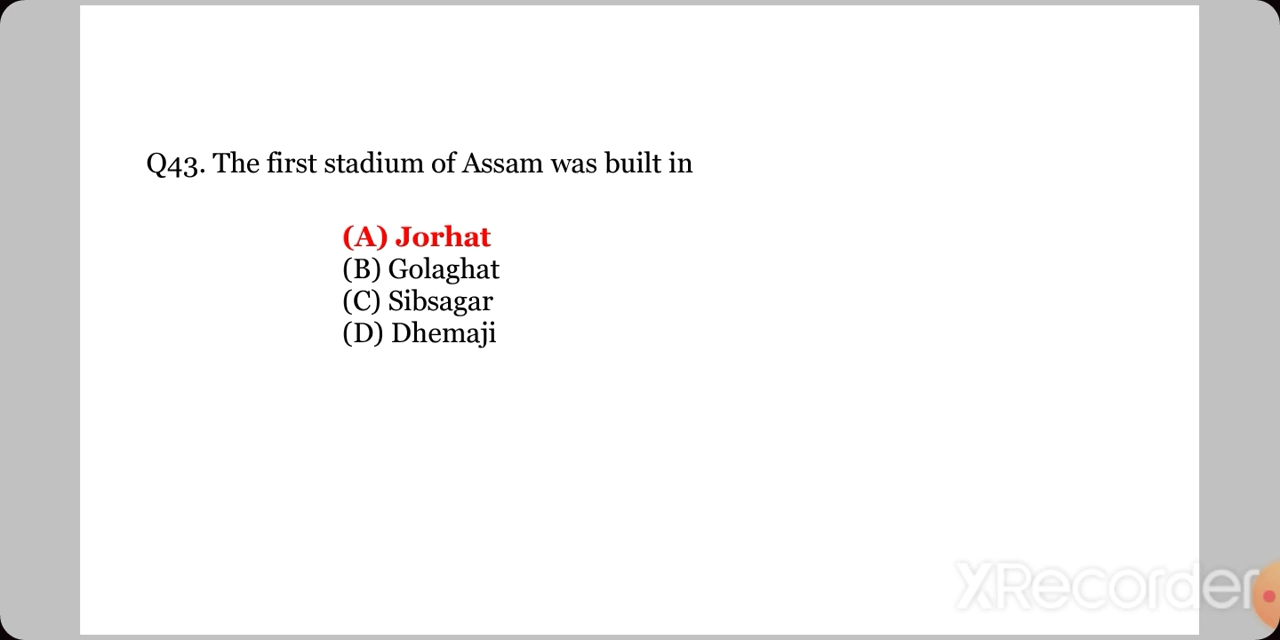 Q43. The first stadium of Assam was built in
(A) Jorhat
(B) Golaghat
(C) Sibsagar
(D) Dhemaji
XRecorder